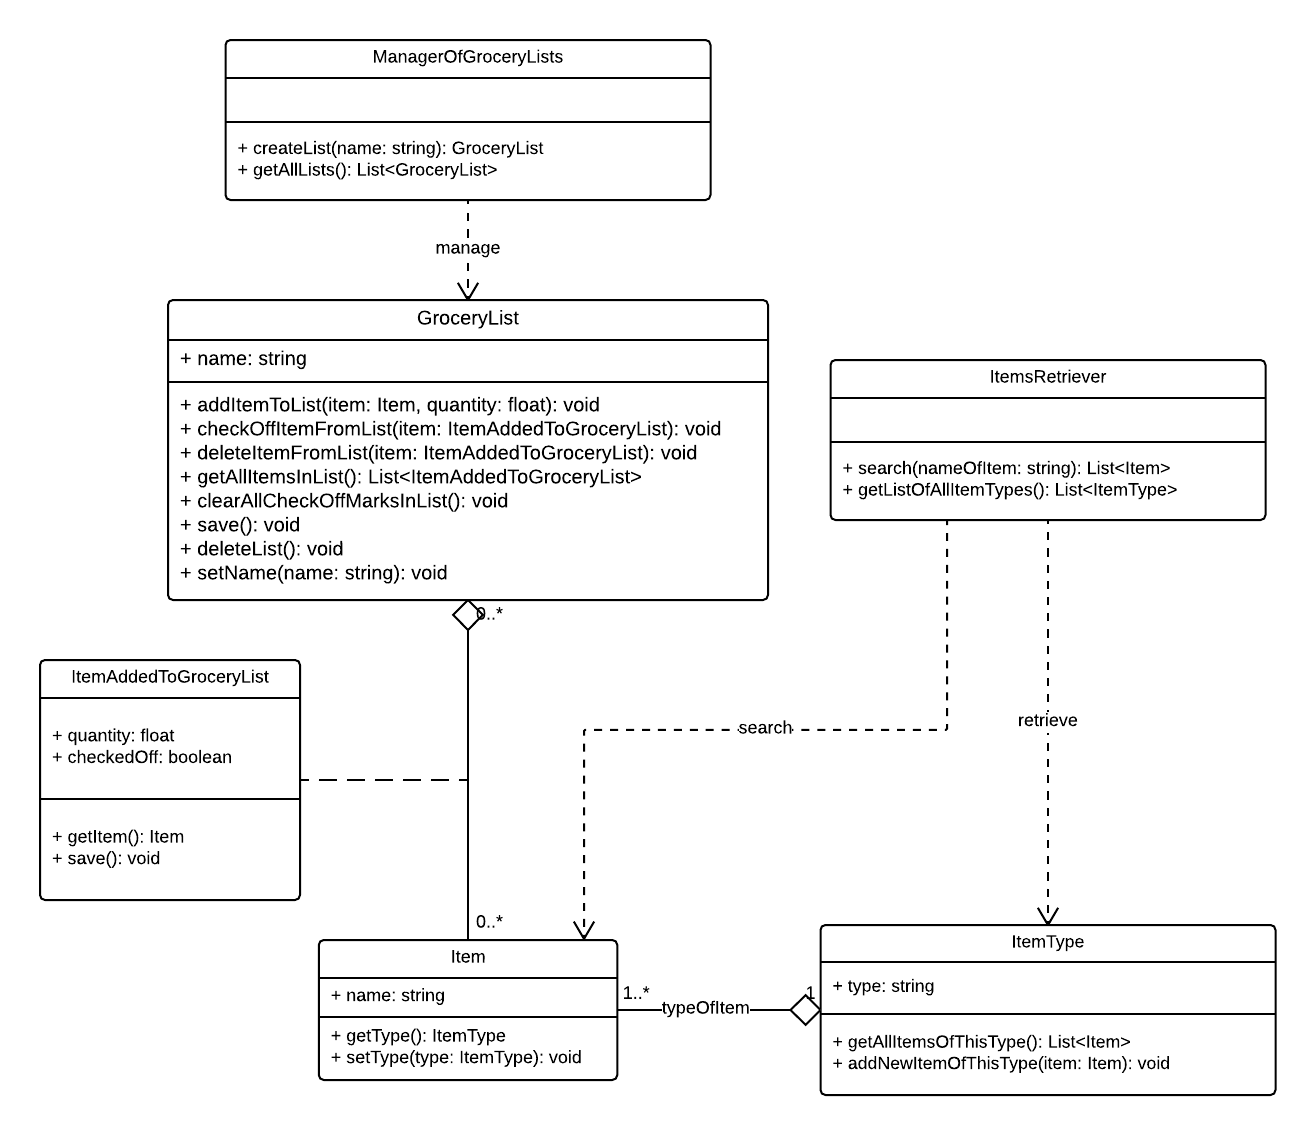 ManagerOfGroceryLists
+ createList(name: string): GroceryList
+ getAllLists(): List<GroceryList>
manage
GroceryList
+ name: string
+ addItemToList(item: Item, quantity: float): void
+ checkOffItemFromList(item: ItemAddedToGroceryList): void
+ deleteItemFromList(item: ItemAddedToGroceryList): void
+ getAllItemsInList(): List<ItemAddedToGroceryList>
+ clearAllCheckOffMarksInList(): void
+ save(): void
+ deleteList(): void
+ setName(name: string): void
ItemsRetriever
+ search(nameOfItem: string): List<Item>
+ getListOfAllItemTypes(): List<ItemType>
0..*
ItemAddedToGroceryList
+ quantity: float
+ checkedOff: boolean
+ getItem(): Item
+ save(): void
search
retrieve
0..*
Item
+ name: string
+ getType(): ItemType
+ setType(type: ItemType): void
1..*
typeOfItem
1
ItemType
+ type: string
+ getAllItemsOfThisType(): List<Item>
+ addNewItemOfThisType(item: Item): void